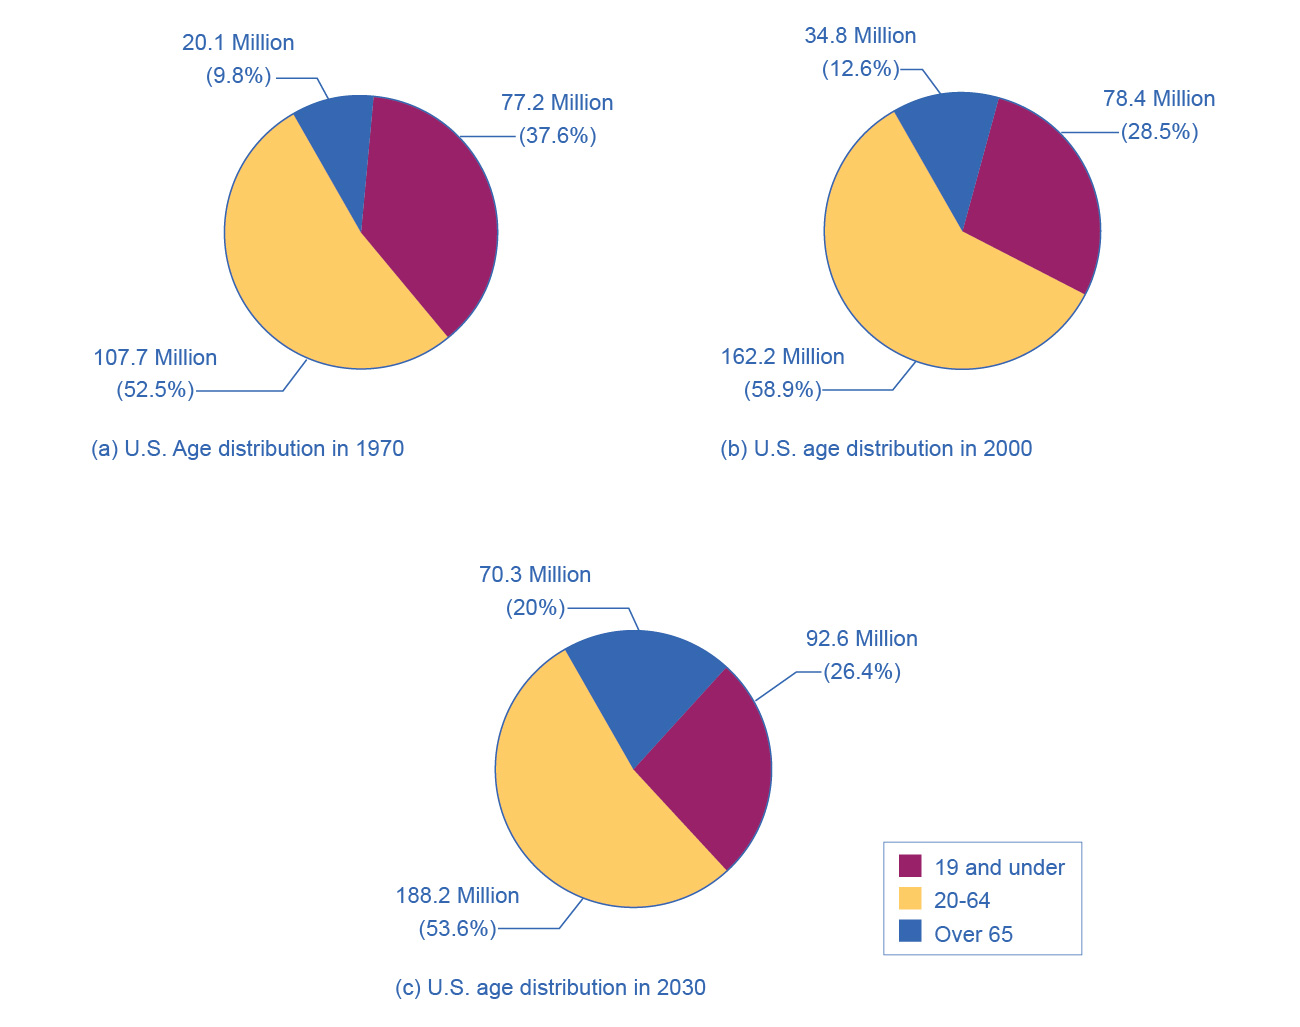 20.1 Million
(9.8%)
77.2 Million
(37.6%)
107.7 Million
(52.5%)
(a) U.S. Age distribution in 1970
34.8 Million
(12.6%)
78.4 Million
(28.5%)
162.2 Million
(58.9%)
(b) U.S. age distribution in 2000
70.3 Million
(20%)
92.6 Million
(26.4%)
188.2 Million
(53.6%)
(c) U.S. age distribution in 2030
19 and under
20-64
Over 65